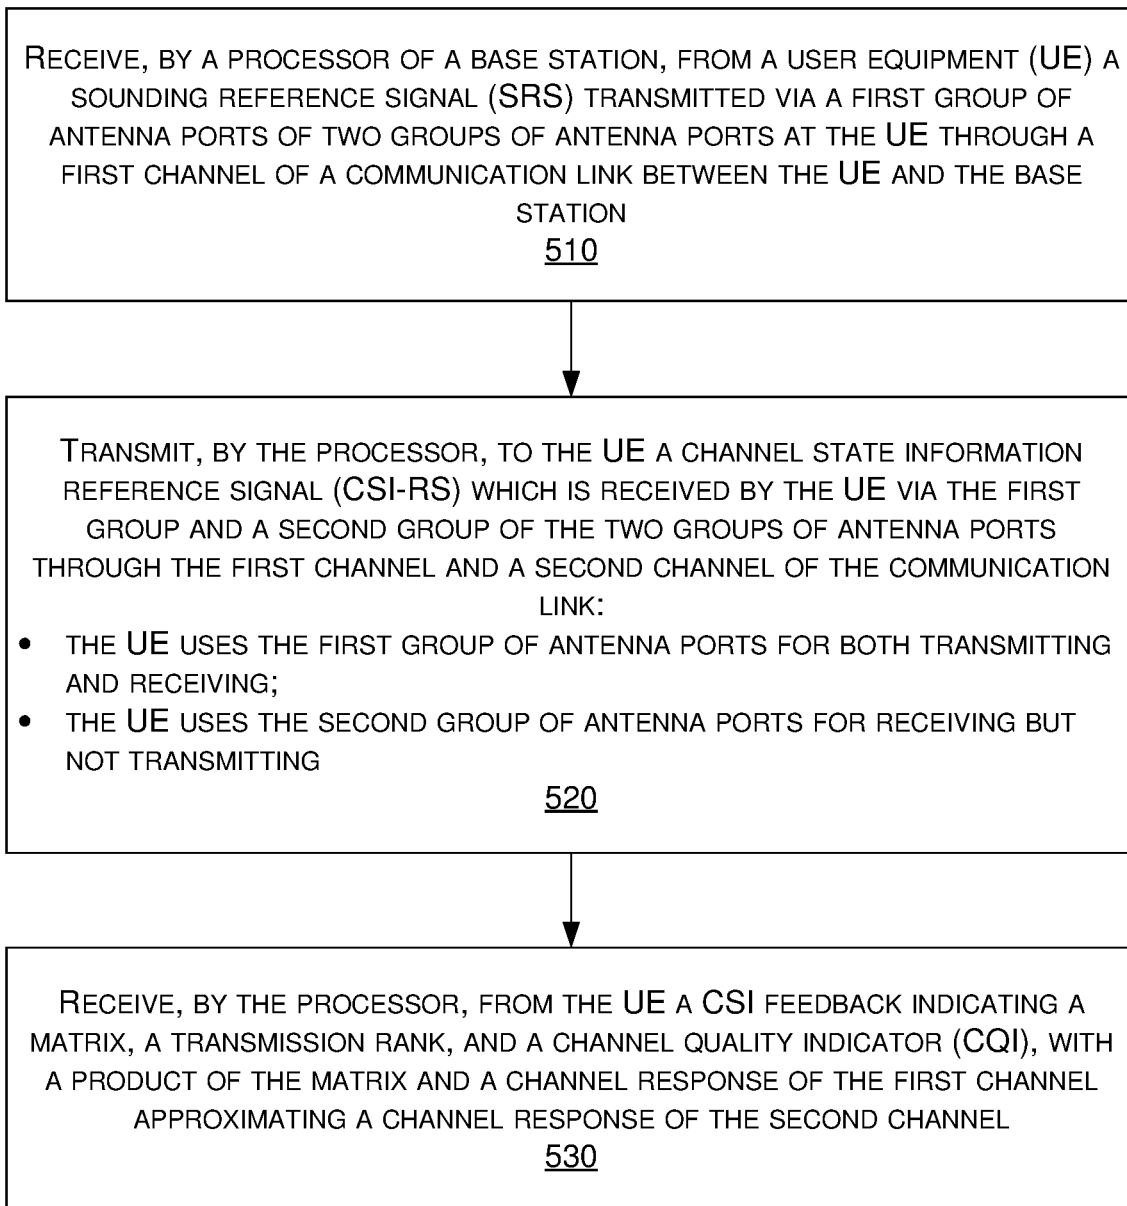 RECEIVE, BY A PROCESSOR OF A BASE STATION, FROM A USER EQUIPMENT (UE) A
SOUNDING REFERENCE SIGNAL (SRS) TRANSMITTED VIA A FIRST GROUP OF
ANTENNA PORTS OF TWO GROUPS OF ANTENNA PORTS AT THE UE THROUGH A
FIRST CHANNEL OF A COMMUNICATION LINK BETWEEN THE UE AND THE BASE
STATION
510
TRANSMIT, BY THE PROCESSOR, TO THE UE A CHANNEL STATE INFORMATION
REFERENCE SIGNAL (CSI-RS) WHICH IS RECEIVED BY THE UE VIA THE FIRST
GROUP AND A SECOND GROUP OF THE TWO GROUPS OF ANTENNA PORTS
THROUGH THE FIRST CHANNEL AND A SECOND CHANNEL OF THE COMMUNICATION
LINK:
• THE UE USES THE FIRST GROUP OF ANTENNA PORTS FOR BOTH TRANSMITTING
AND RECEIVING;
• THE UE USES THE SECOND GROUP OF ANTENNA PORTS FOR RECEIVING BUT
NOT TRANSMITTING
520
RECEIVE, BY THE PROCESSOR, FROM THE UE A CSI FEEDBACK INDICATING A
MATRIX, A TRANSMISSION RANK, AND A CHANNEL QUALITY INDICATOR (CQI), WITH
A PRODUCT OF THE MATRIX AND A CHANNEL RESPONSE OF THE FIRST CHANNEL
APPROXIMATING A CHANNEL RESPONSE OF THE SECOND CHANNEL
530